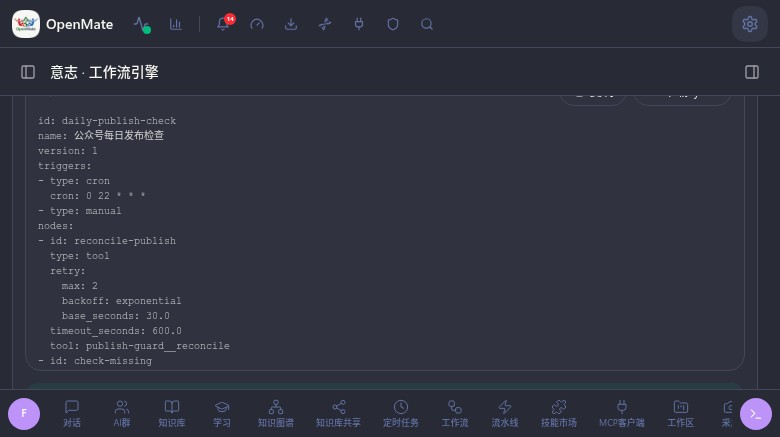 OpenMate
14
意志 · 工作流引擎
id: daily-publish-check
name: 公众号每日发布检查
version: 1
triggers:
- type: cron
  cron: 0 22 * * *
- type: manual
nodes:
- id: reconcile-publish
  type: tool
  retry:
    max: 2
    backoff: exponential
    base_seconds: 30.0
  timeout_seconds: 600.0
  tool: publish-guard__reconcile
- id: check-missing
F 对话 AI群 知识库 学习 知识图谱 知识库共享 定时任务 工作流 流水线 技能市场 MCP客户端 工作区 采